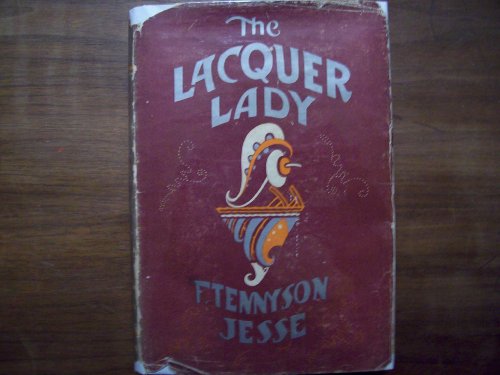 The
LACQUER
LADY
F. TENNYSON
JESSE